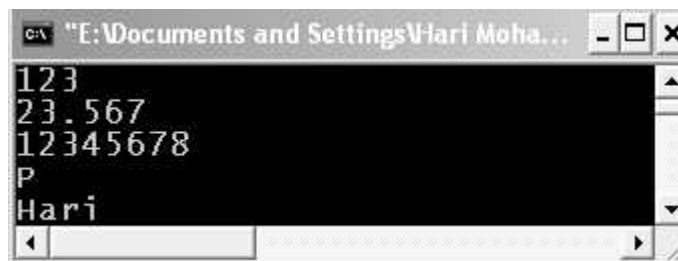 "E:\Documents and Settings\Hari Moha...
123
23.567
12345678
P
Hari